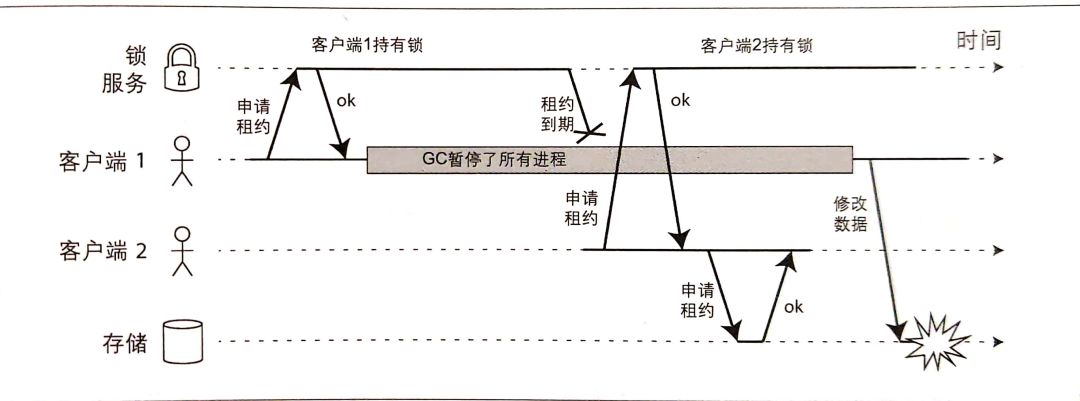 锁
服务
客户端1持有锁
客户端2持有锁
时间
申请
租约
ok
租约
到期
ok
客户端 1
GC暂停了所有进程
申请
租约
修改
数据
客户端 2
申请
租约
ok
存储